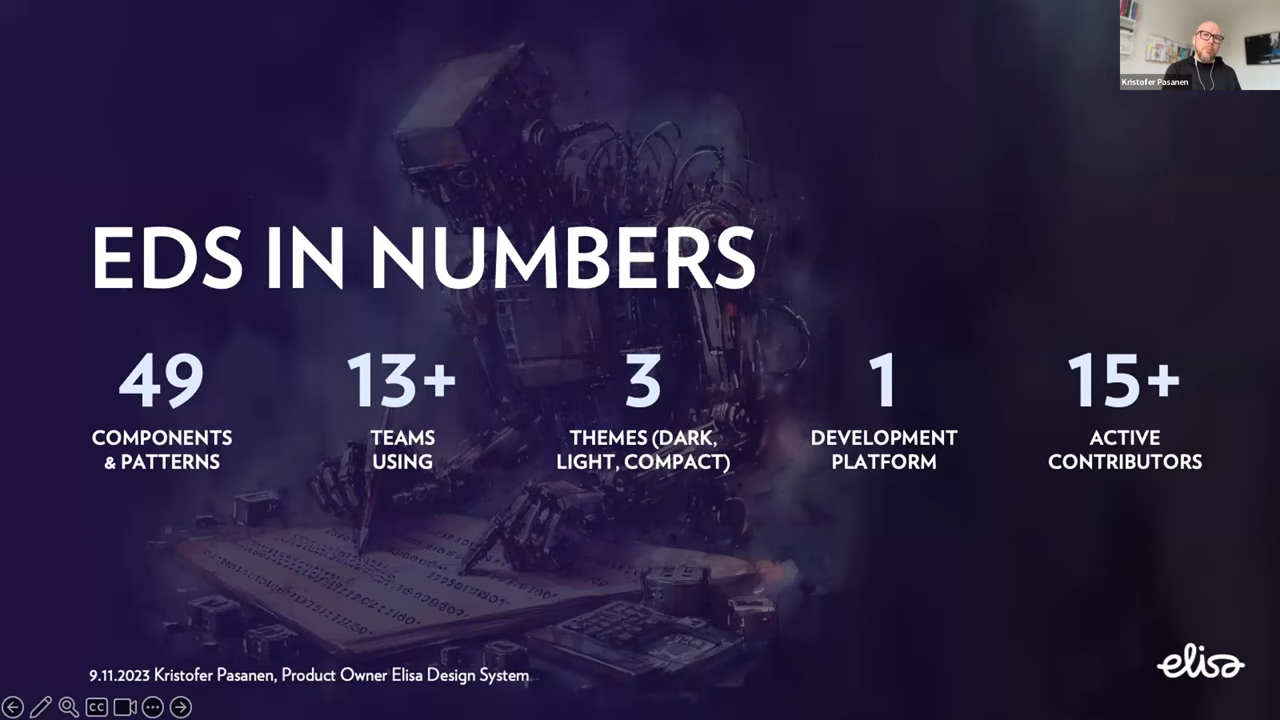 Kristofer Pasanen
EDS IN NUMBERS
49
COMPONENTS
& PATTERNS
13+
TEAMS
USING
3
THEMES (DARK,
LIGHT, COMPACT)
1
DEVELOPMENT
PLATFORM
15+
ACTIVE
CONTRIBUTORS
9.11.2023 Kristofer Pasanen, Product Owner Elisa Design System
elisa
CC